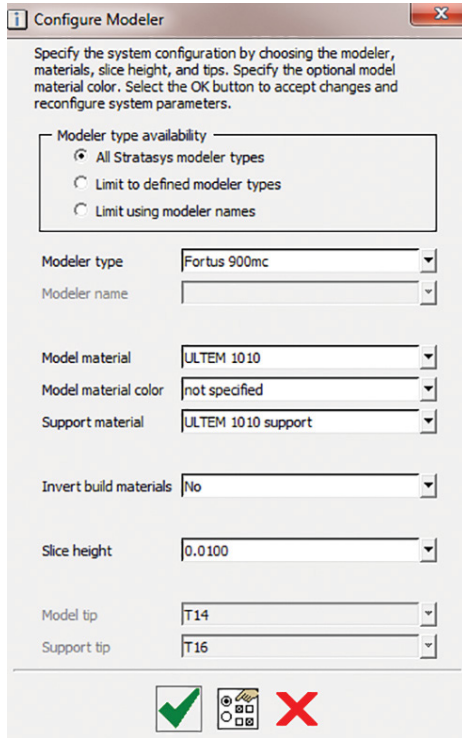 Configure Modeler
Specify the system configuration by choosing the modeler,
materials, slice height, and tips. Specify the optional model
material color. Select the OK button to accept changes and
reconfigure system parameters.
Modeler type availability
All Stratasys modeler types
Limit to defined modeler types
Limit using modeler names
Modeler type Fortus 900mc
Modeler name
Model material ULTEM 1010
Model material color not specified
Support material ULTEM 1010 support
Invert build materials No
Slice height 0.0100
Model tip T14
Support tip T16